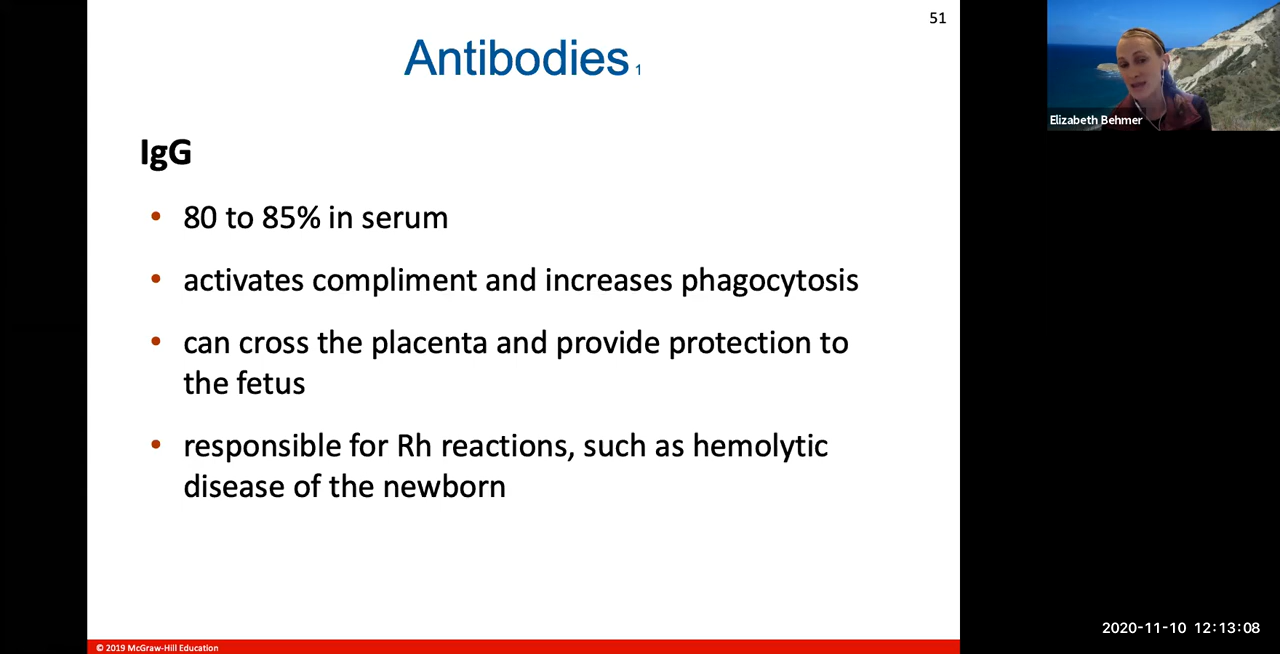 51
Antibodies 1
Elizabeth Behmer
IgG
• 80 to 85% in serum
• activates compliment and increases phagocytosis
• can cross the placenta and provide protection to
the fetus
• responsible for Rh reactions, such as hemolytic
disease of the newborn
2020-11-10 12:13:08
© 2019 McGraw-Hill Education